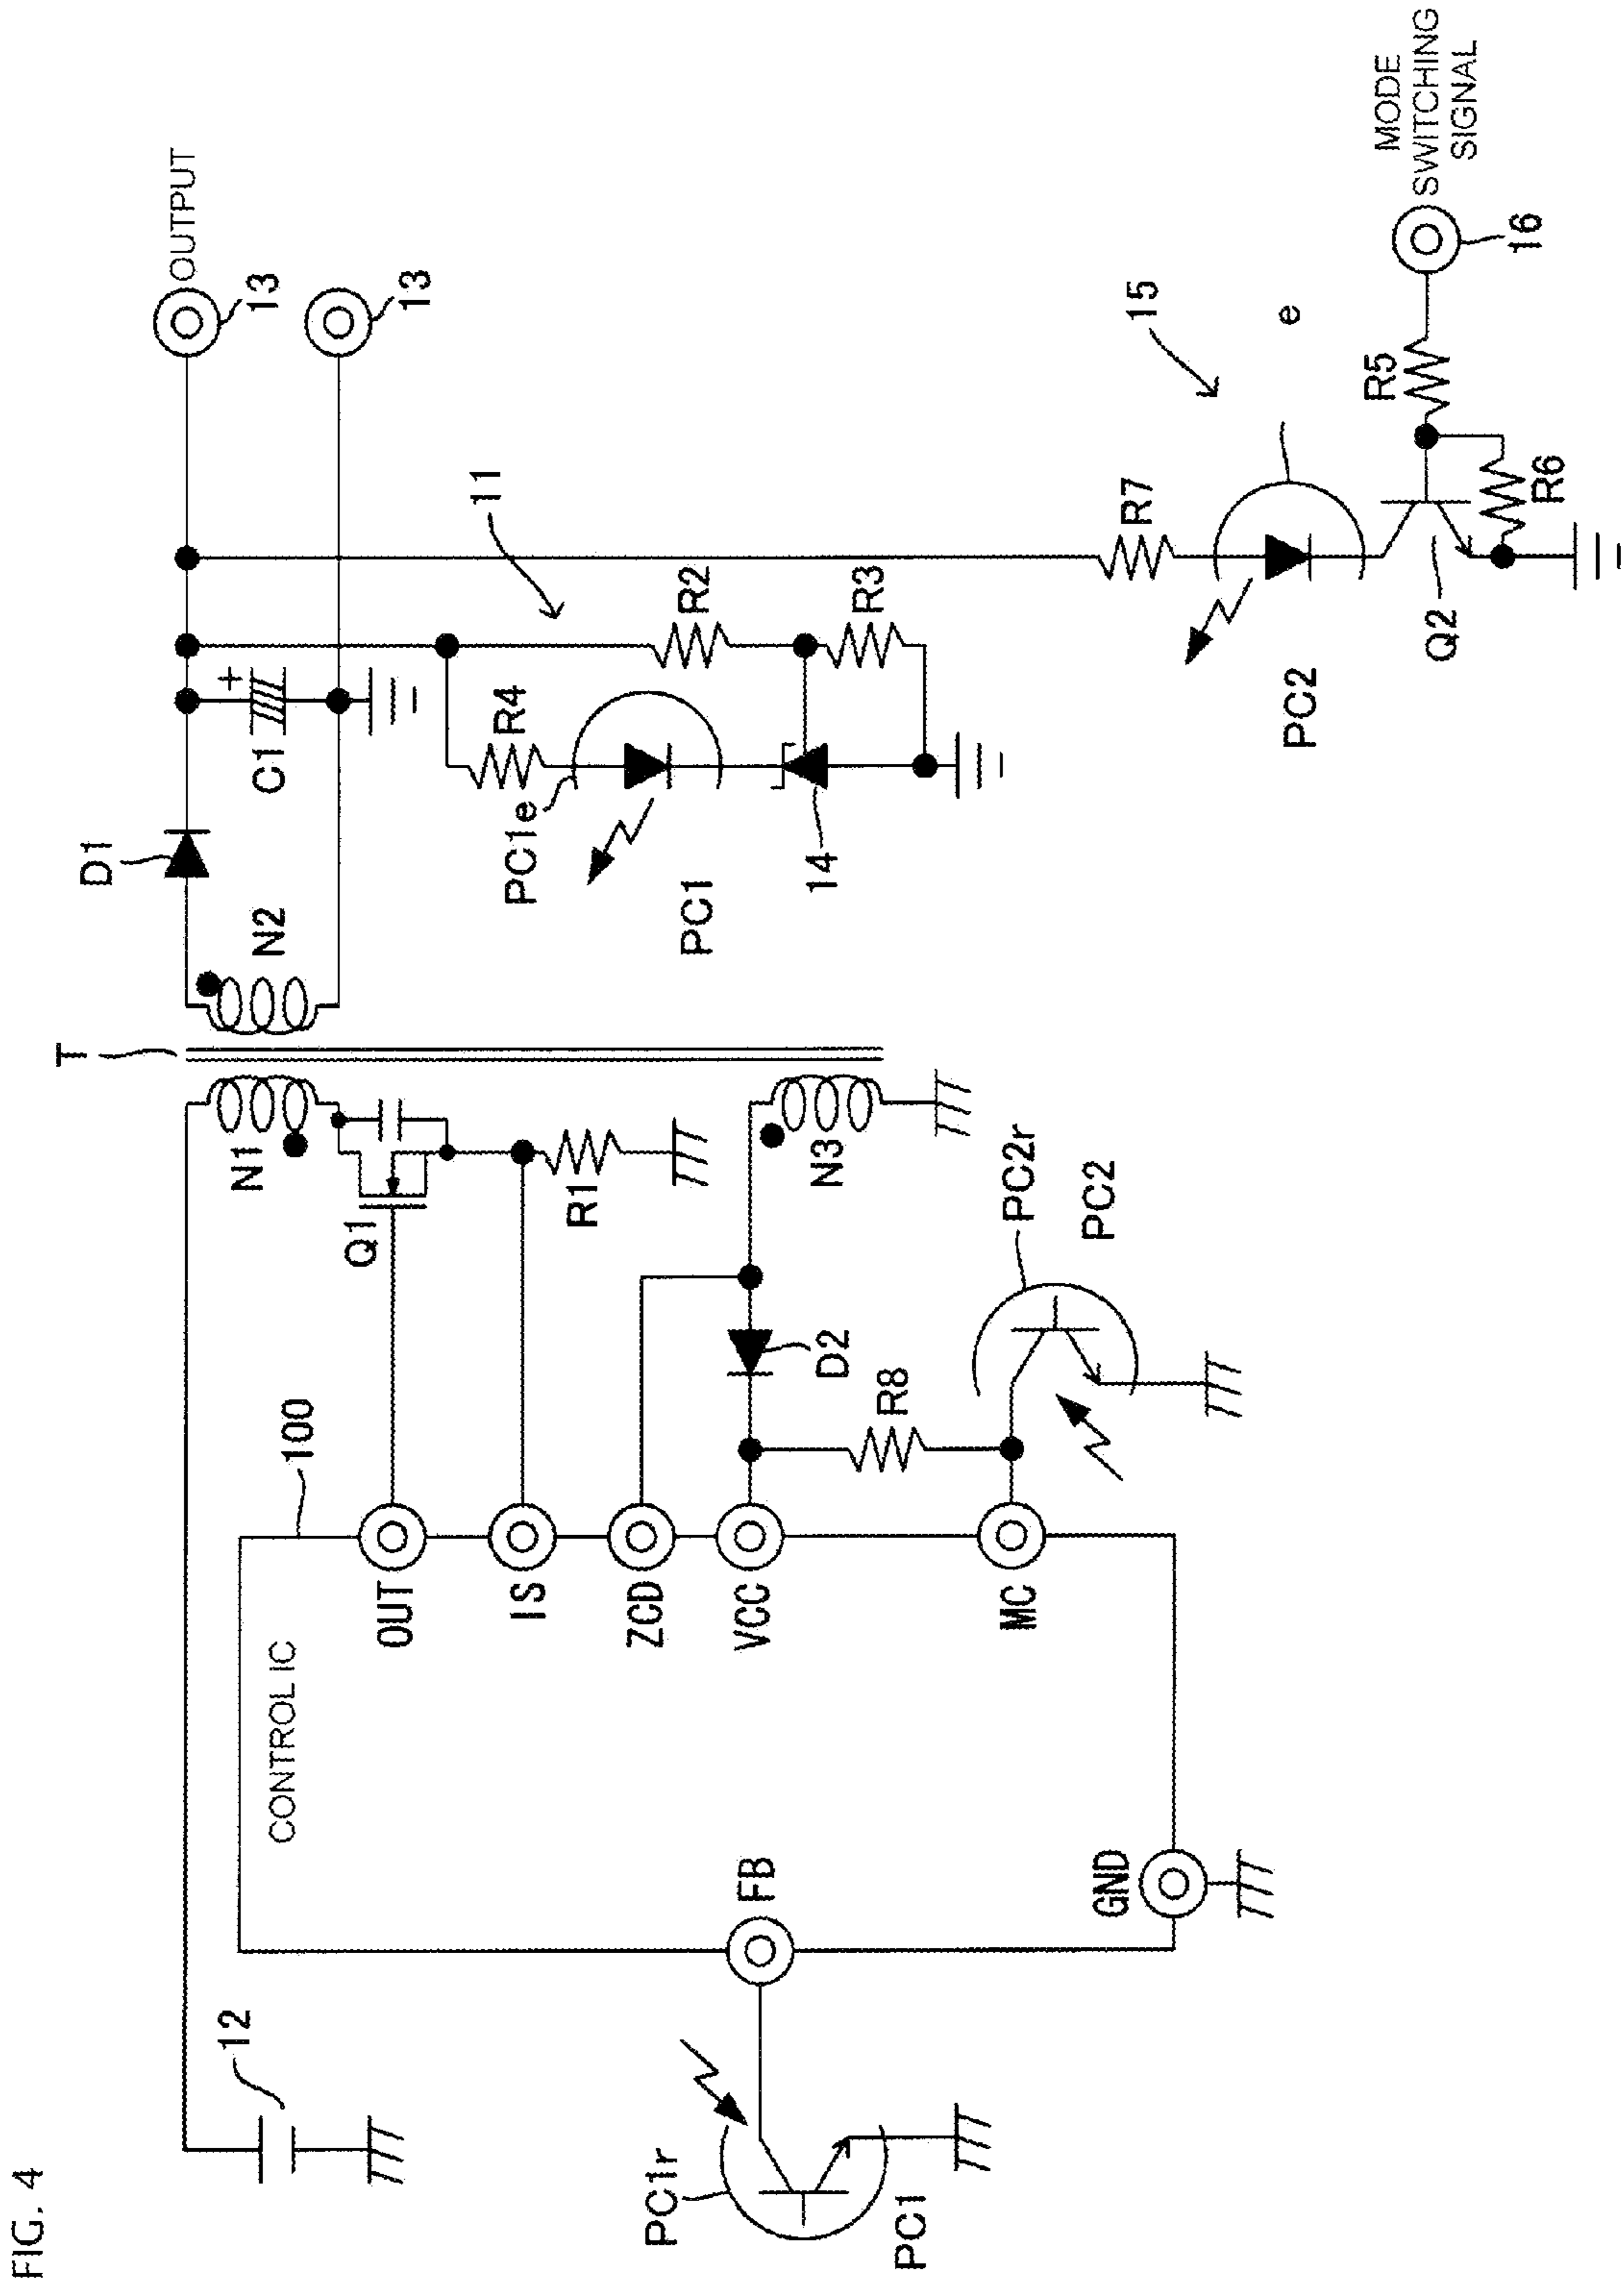 FIG. 4
12
CONTROL IC
100
OUT
IS
ZCD
VCC
MC
FB
GND
PC1r
PC1
T
N1
Q1
R1
N3
D2
R8
PC2r
PC2
N2
D1
C1
+
OUTPUT
13
13
11
R4
R2
R3
PC1e
PC1
14
15
R7
e
PC2
Q2
R5
R6
16
MODE
SWITCHING
SIGNAL